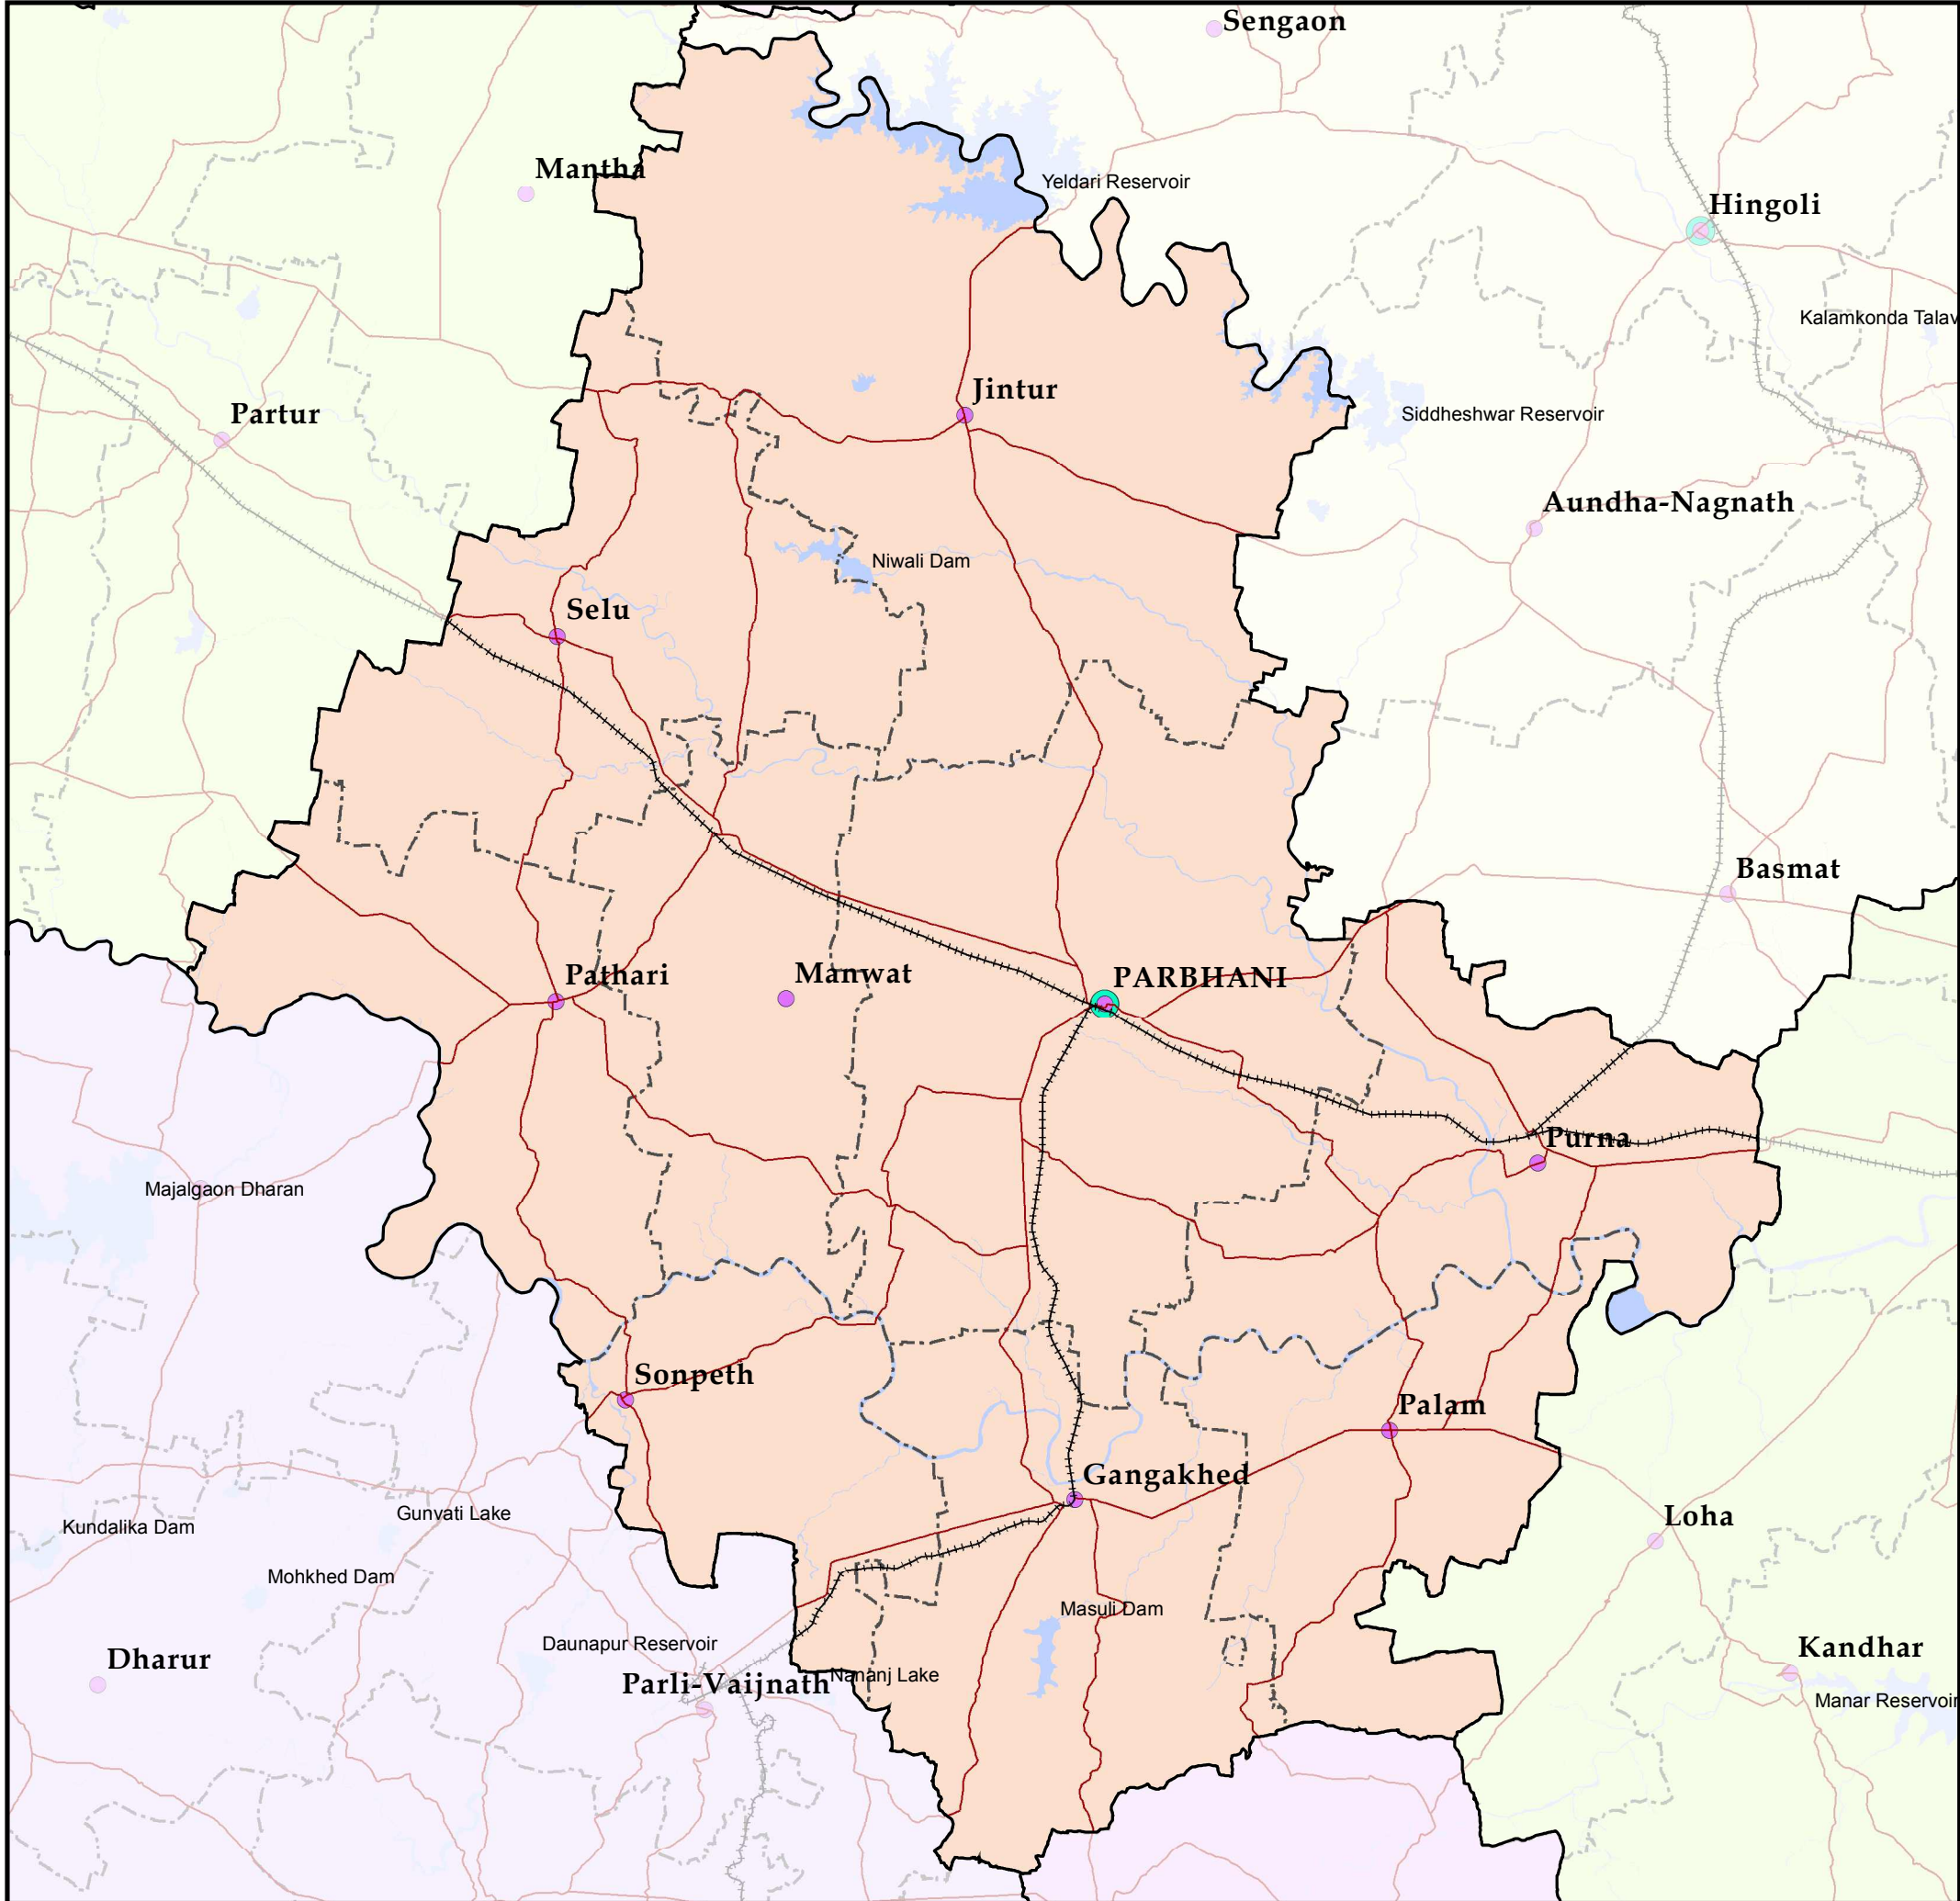 Sengaon
Mantha
Yeldari Reservoir
Hingoli
Kalamkonda Talav
Jintur
Partur
Siddheshwar Reservoir
Aundha-Nagnath
Niwali Dam
Selu
Basmat
Pathari
Manwat
PARBHANI
Purna
Majalgaon Dharan
Sonpeth
Palam
Gangakhed
Gunvati Lake
Loha
Kundalika Dam
Mohkhed Dam
Masuli Dam
Daunapur Reservoir
Kandhar
Dharur
Nananj Lake
Parli-Vaijnath
Manar Reservoir